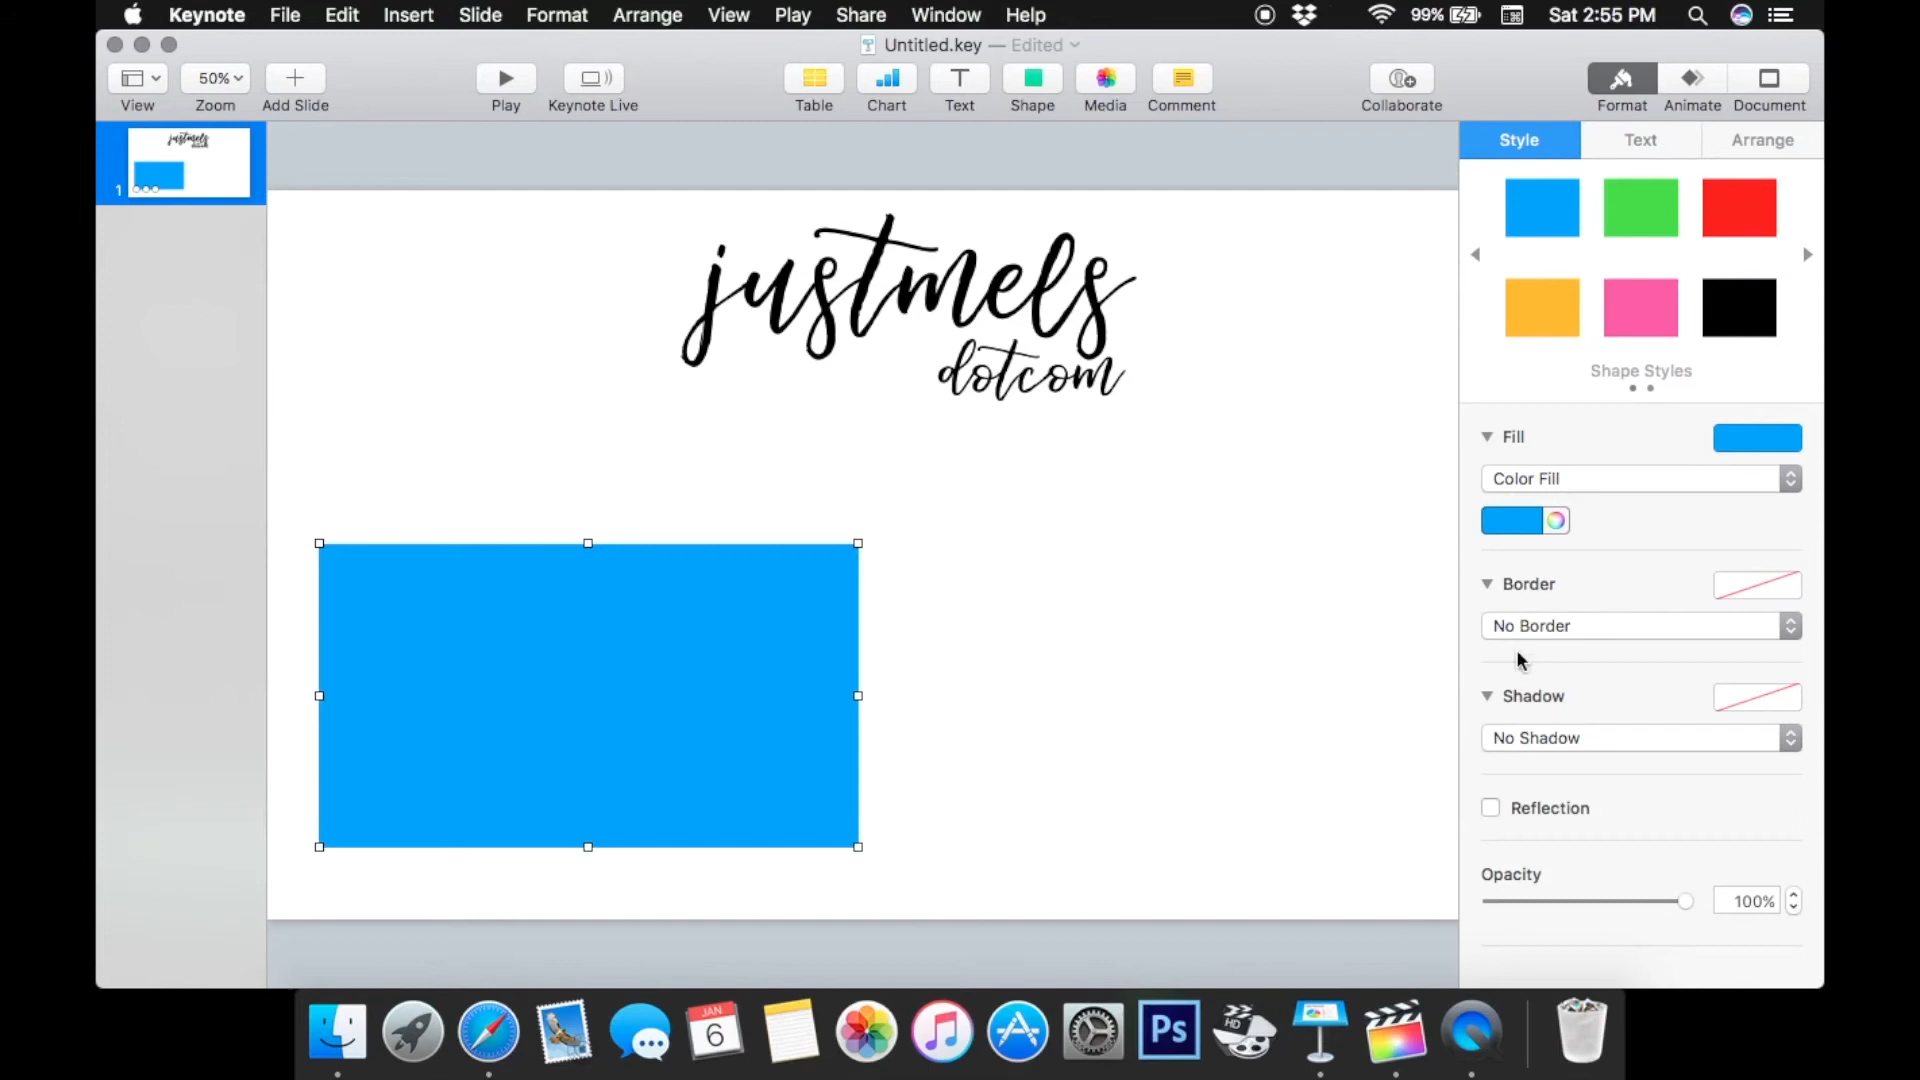 Keynote File Edit Insert Slide Format Arrange View Play Share Window Help 99% Sat 2:55 PM
Untitled.key — Edited
50%
View Zoom Add Slide Play Keynote Live Table Chart Text Shape Media Comment Collaborate Format Animate Document
Style Text Arrange
1
justmels
dotcom
Shape Styles
Fill
Color Fill
Border
No Border
Shadow
No Shadow
Reflection
Opacity
100%
JAN
6
Ps
HD